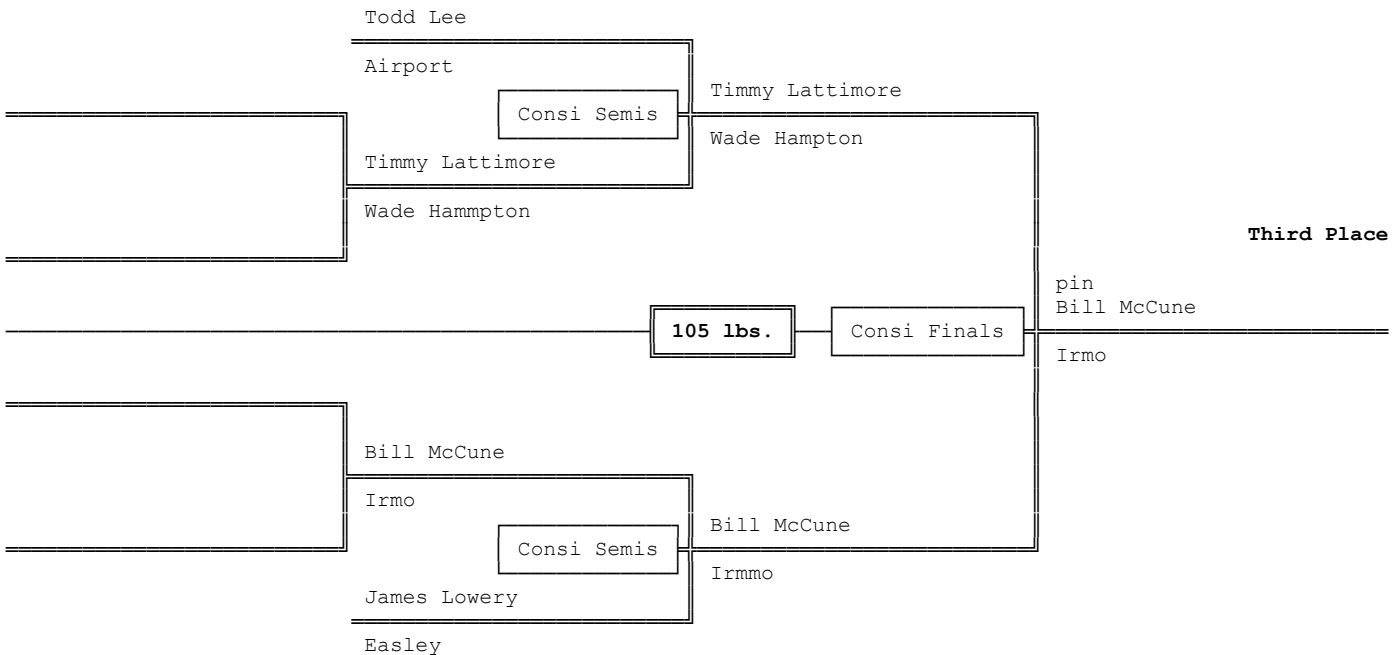 Todd Lee
Airport
Consi Semis
Timmy Lattimore
Wade Hampton
Timmy Lattimore
Wade Hammpton
Third Place
pin
Bill McCune
105 lbs.
Consi Finals
Irmo
Bill McCune
Irmo
Bill McCune
Consi Semis
Irmmo
James Lowery
Easley